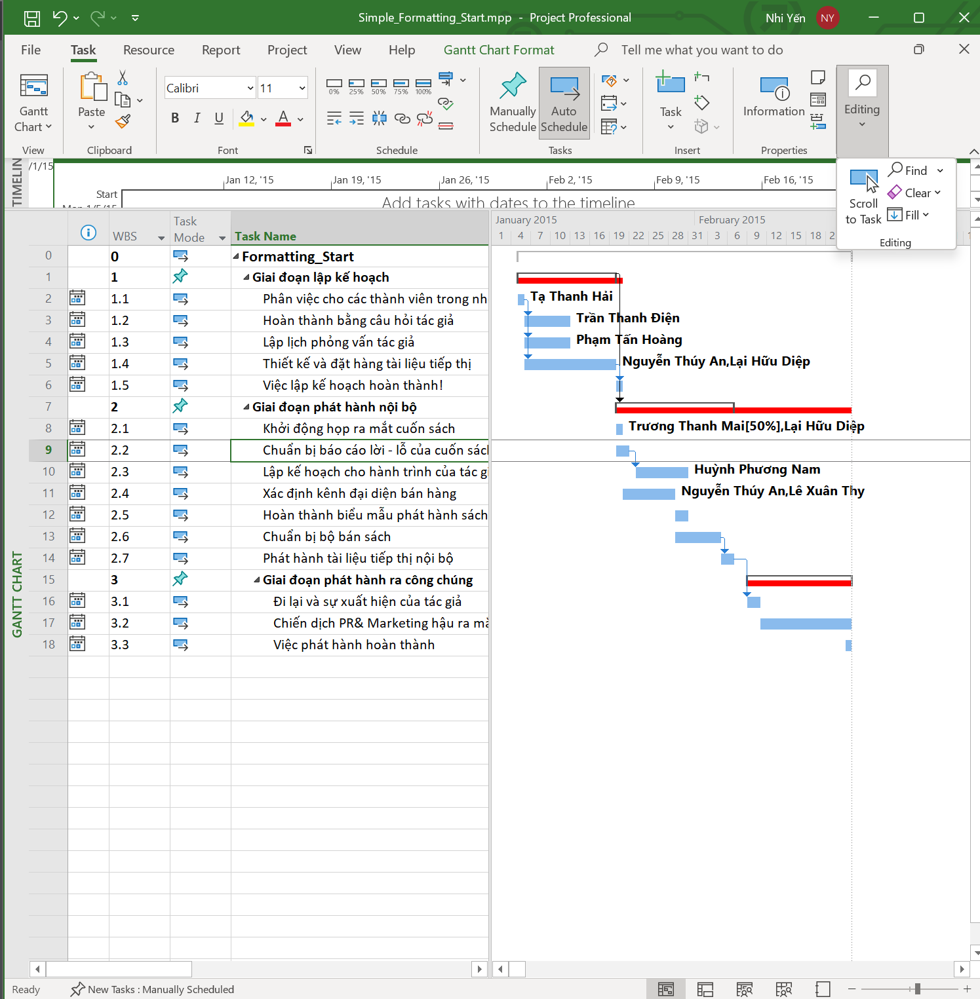 Simple_Formatting_Start.mpp - Project Professional
Nhi Yến NY
File Task Resource Report Project View Help Gantt Chart Format Tell me what you want to do
Gantt Chart
Paste
Calibri 11
B I U A
0% 25% 50% 75% 100%
Manually Schedule
Auto Schedule
Task
Information
Editing
View Clipboard Font Schedule Tasks Insert Properties
Scroll to Task
Find
Clear
Fill
Editing
TIMELIN
/1/15
Jan 12, '15 Jan 19, '15 Jan 26, '15 Feb 2, '15 Feb 9, '15 Feb 16, '15
Start
Mon 1/5/15
Add tasks with dates to the timeline
GANTT CHART
WBS Task Mode Task Name
January 2015 February 2015
1 4 7 10 13 16 19 22 25 28 31 3 6 9 12 15 18 2
0 0 Formatting_Start
1 1 Giai đoạn lập kế hoạch
2 1.1 Phân việc cho các thành viên trong nh Tạ Thanh Hải
3 1.2 Hoàn thành bằng câu hỏi tác giả Trần Thanh Điện
4 1.3 Lập lịch phỏng vấn tác giả Phạm Tấn Hoàng
5 1.4 Thiết kế và đặt hàng tài liệu tiếp thị Nguyễn Thúy An,Lại Hữu Diệp
6 1.5 Việc lập kế hoạch hoàn thành!
7 2 Giai đoạn phát hành nội bộ
8 2.1 Khởi động họp ra mắt cuốn sách Trương Thanh Mai[50%],Lại Hữu Diệp
9 2.2 Chuẩn bị báo cáo lời - lỗ của cuốn sácl
10 2.3 Lập kế hoạch cho hành trình của tác gi Huỳnh Phương Nam
11 2.4 Xác định kênh đại diện bán hàng Nguyễn Thúy An,Lê Xuân Thy
12 2.5 Hoàn thành biểu mẫu phát hành sách
13 2.6 Chuẩn bị bộ bán sách
14 2.7 Phát hành tài liệu tiếp thị nội bộ
15 3 Giai đoạn phát hành ra công chúng
16 3.1 Đi lại và sự xuất hiện của tác giả
17 3.2 Chiến dịch PR& Marketing hậu ra mắ
18 3.3 Việc phát hành hoàn thành
Ready New Tasks : Manually Scheduled